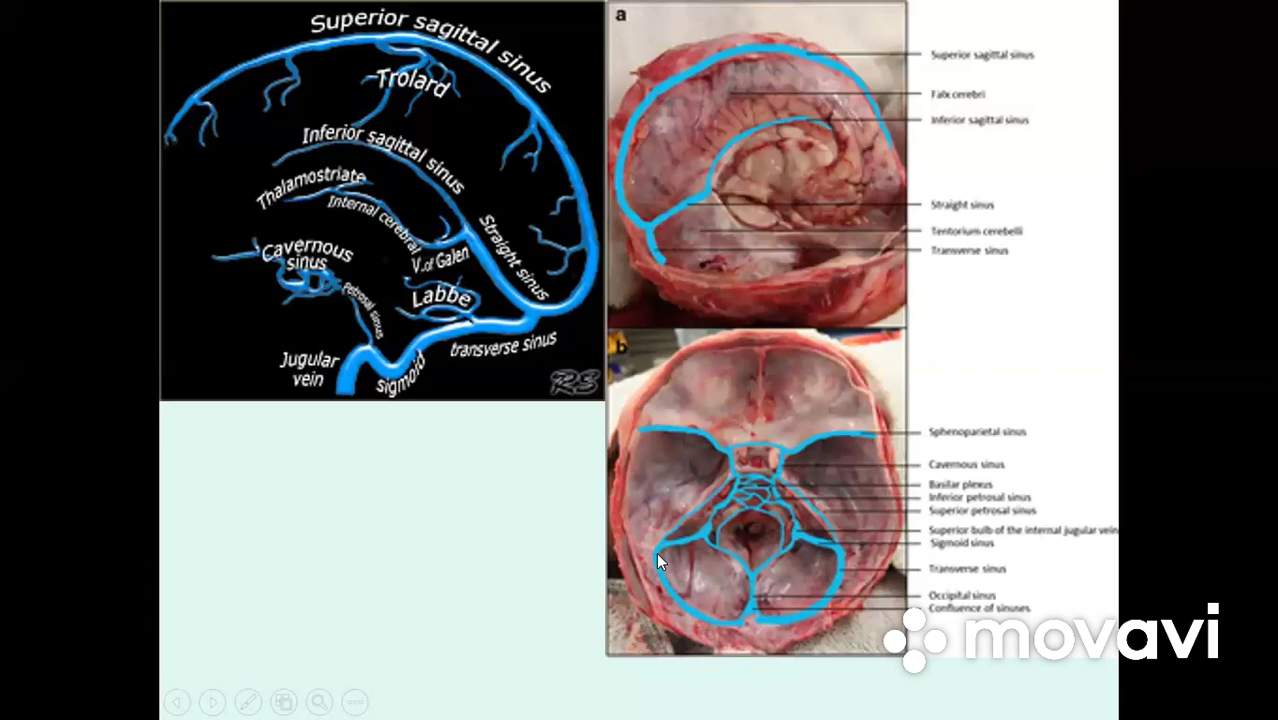 Superior sagittal sinus
Trolard
Inferior sagittal sinus
Thalamostriate
Internal cerebral
Straight sinus
Cavernous
sinus
V.of Galen
Petrosal sinus
Labbe
transverse sinus
Jugular
vein
sigmoid
RS
a
Superior sagittal sinus
Falx cerebri
Inferior sagittal sinus
Straight sinus
Tentorium cerebelli
Transverse sinus
b
Sphenoparietal sinus
Cavernous sinus
Basilar plexus
Inferior petrosal sinus
Superior petrosal sinus
Superior bulb of the internal jugular vein
Sigmoid sinus
Transverse sinus
Occipital sinus
Confluence of sinuses
movavi